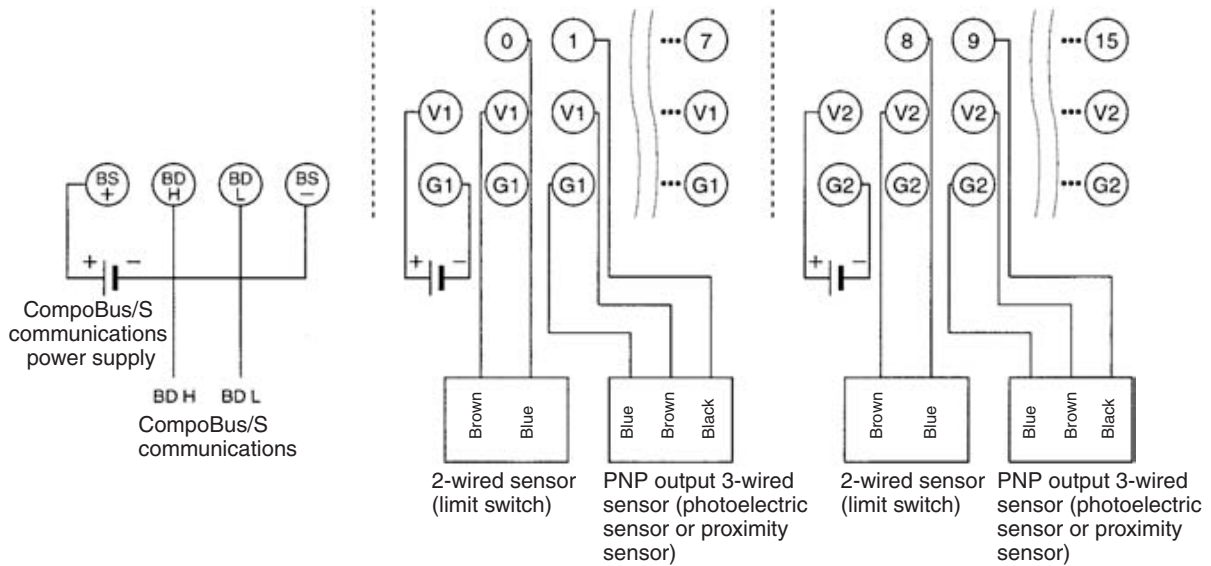 0 1 ••• 7
V1 V1 V1 ••• V1
G1 G1 G1 ••• G1
8 9 ••• 15
V2 V2 V2 ••• V2
G2 G2 G2 ••• G2
BS + BD H BD L BS −
+ −
CompoBus/S
communications
power supply
BD H BD L
CompoBus/S
communications
+ −
Brown Blue
2-wired sensor
(limit switch)
Blue Brown Black
PNP output 3-wired
sensor (photoelectric
sensor or proximity
sensor)
+ −
Brown Blue
2-wired sensor
(limit switch)
Blue Brown Black
PNP output 3-wired
sensor (photoelectric
sensor or proximity
sensor)